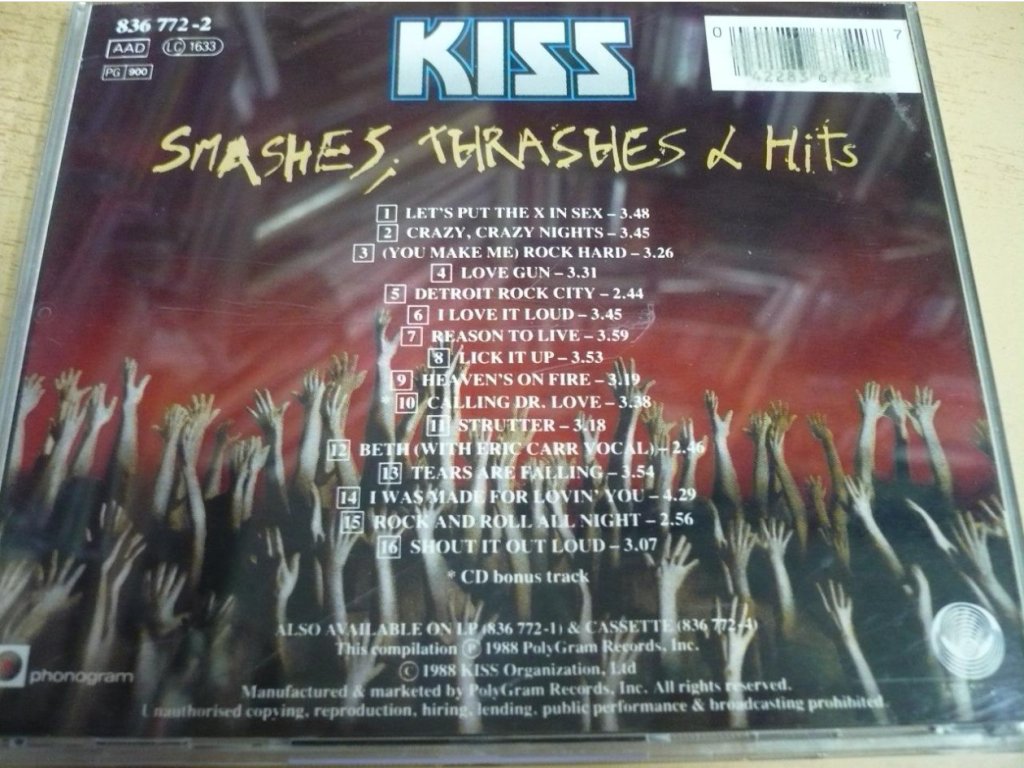 836 772-2
AAD LC 1633
PG 900
KISS
0 7
SMASHES, THRASHES & HITS
1 LET'S PUT THE X IN SEX – 3.48
2 CRAZY, CRAZY NIGHTS – 3.45
3 (YOU MAKE ME) ROCK HARD – 3.26
4 LOVE GUN – 3.31
5 DETROIT ROCK CITY – 2.44
6 I LOVE IT LOUD – 3.45
7 REASON TO LIVE – 3.59
8 LICK IT UP – 3.53
9 HEAVEN'S ON FIRE – 3.19
* 10 CALLING DR. LOVE – 3.38
11 STRUTTER – 3.18
12 BETH (WITH ERIC CARR VOCAL) – 2.46
13 TEARS ARE FALLING – 3.54
14 I WAS MADE FOR LOVIN' YOU – 4.29
15 ROCK AND ROLL ALL NIGHT – 2.56
16 SHOUT IT OUT LOUD – 3.07
* CD bonus track
ALSO AVAILABLE ON LP (836 772-1) & CASSETTE (836 772-4)
This compilation Ⓟ 1988 PolyGram Records, Inc.
© 1988 KISS Organization, Ltd
phonogram
Manufactured & marketed by PolyGram Records, Inc. All rights reserved.
Unauthorised copying, reproduction, hiring, lending, public performance & broadcasting prohibited.